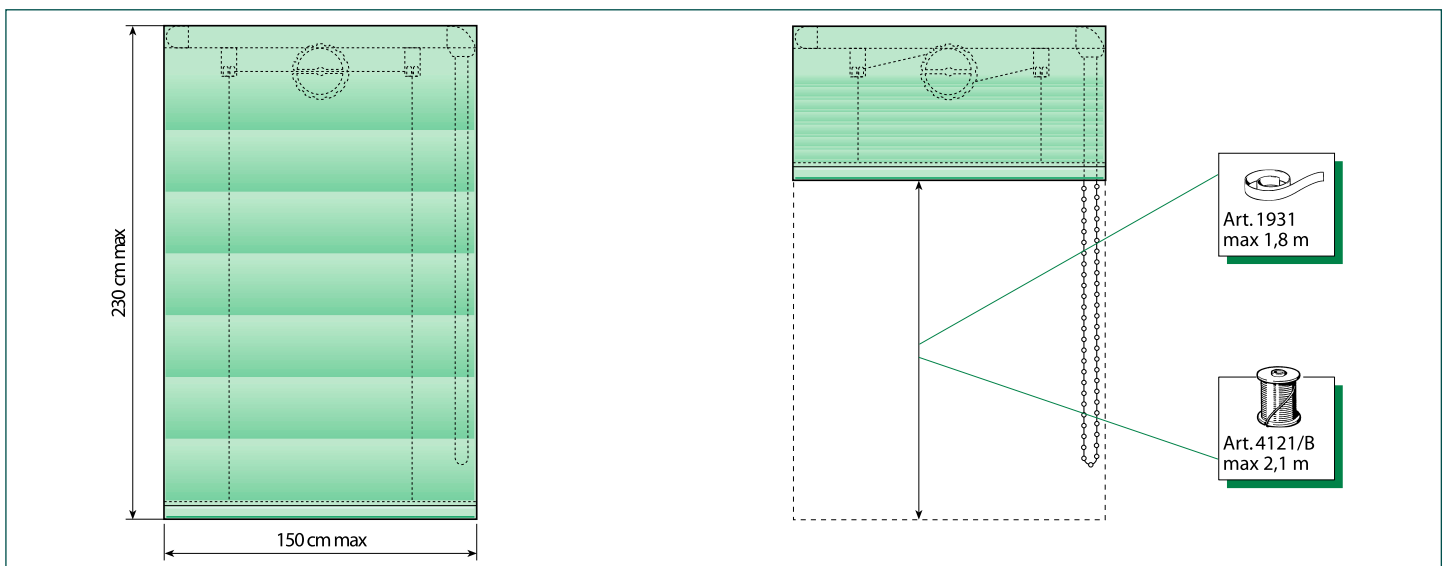 230 cm max
150 cm max
Art. 1931
max 1,8 m
Art. 4121/B
max 2,1 m